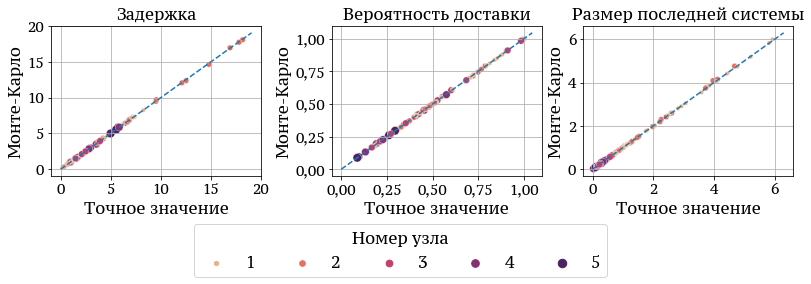 Задержка
20
15
10
5
0
0 5 10 15 20
Монте-Карло
Точное значение
Вероятность доставки
1,00
0,75
0,50
0,25
0,00
0,00 0,25 0,50 0,75 1,00
Монте-Карло
Точное значение
Размер последней системы
6
4
2
0
0 2 4 6
Монте-Карло
Точное значение
Номер узла
1 2 3 4 5